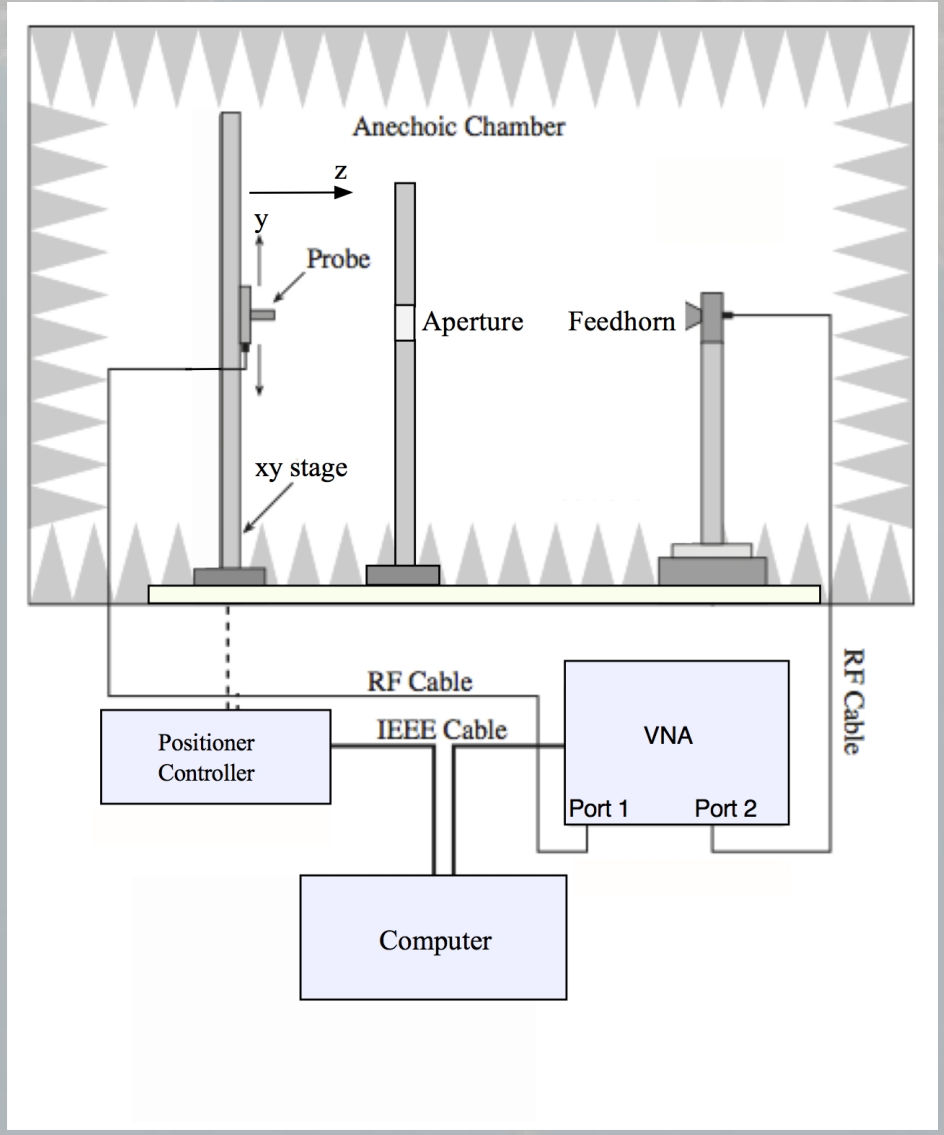 Anechoic Chamber
z
y
Probe
Aperture
Feedhorn
xy stage
RF Cable
RF Cable
IEEE Cable
VNA
Positioner
Controller
Port 1
Port 2
Computer